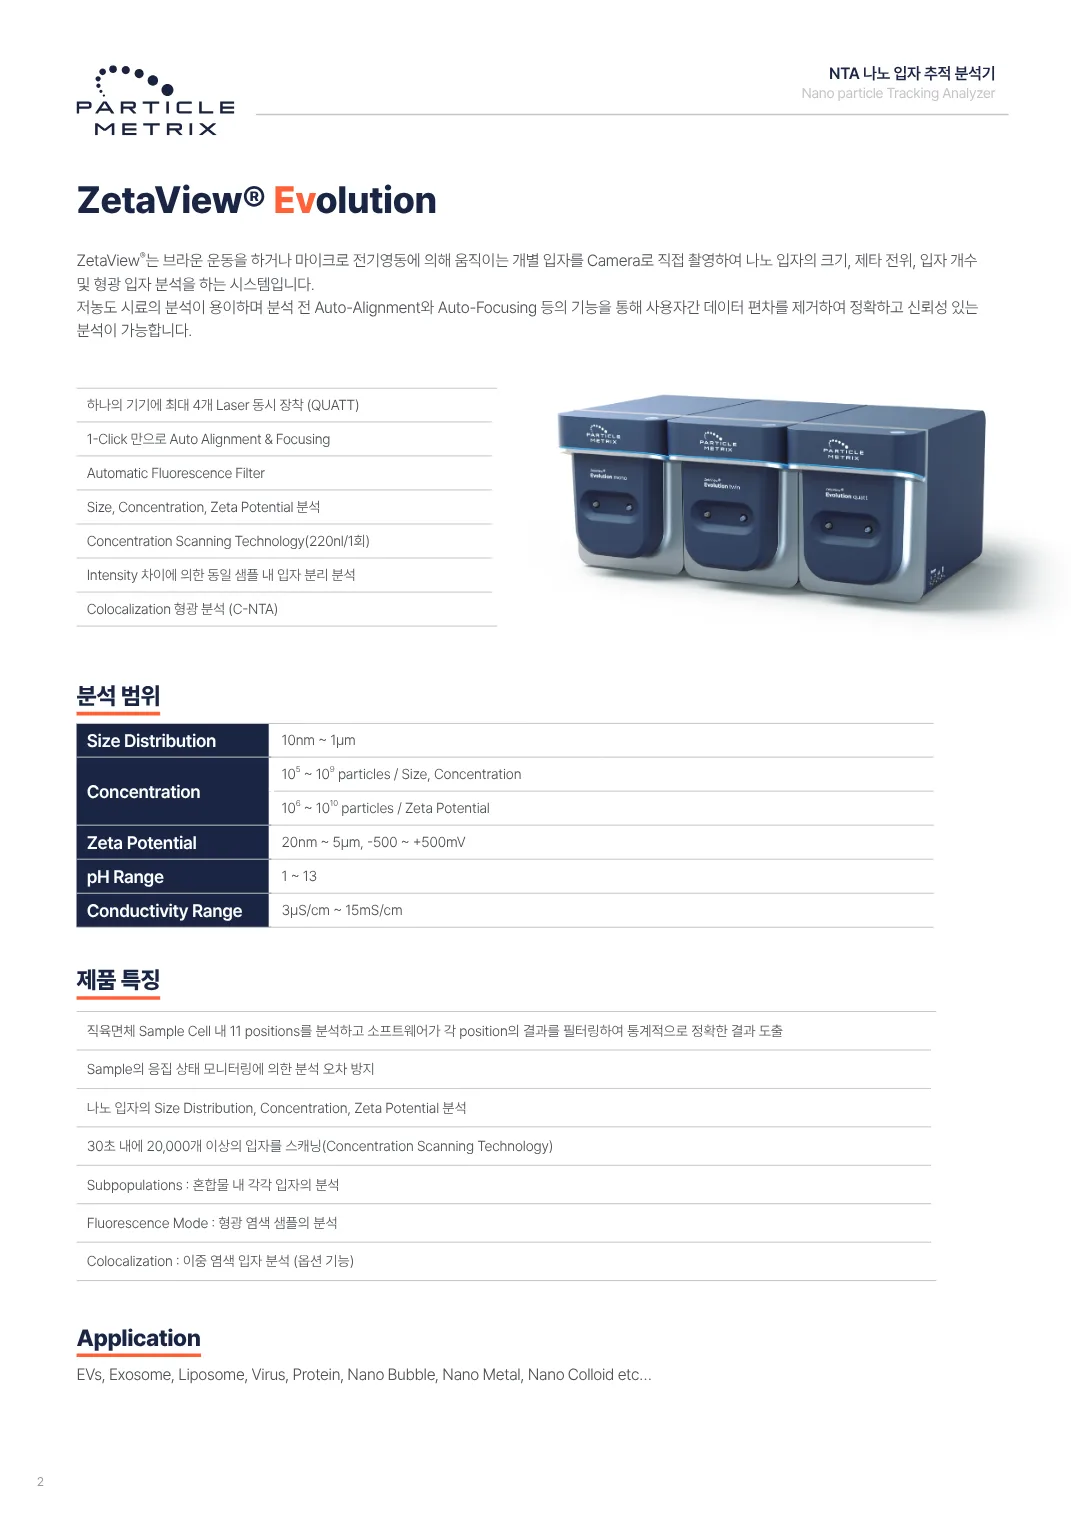 PARTICLE
METRIX
NTA 나노 입자 추적 분석기
Nano particle Tracking Analyzer
ZetaView® Evolution
ZetaView®는 브라운 운동을 하거나 마이크로 전기영동에 의해 움직이는 개별 입자를 Camera로 직접 촬영하여 나노 입자의 크기, 제타 전위, 입자 개수
및 형광 입자 분석을 하는 시스템입니다.
저농도 시료의 분석이 용이하며 분석 전 Auto-Alignment와 Auto-Focusing 등의 기능을 통해 사용자간 데이터 편차를 제거하여 정확하고 신뢰성 있는
분석이 가능합니다.
하나의 기기에 최대 4개 Laser 동시 장착 (QUATT)
1-Click 만으로 Auto Alignment & Focusing
Automatic Fluorescence Filter
Size, Concentration, Zeta Potential 분석
Concentration Scanning Technology(220nl/1회)
Intensity 차이에 의한 동일 샘플 내 입자 분리 분석
Colocalization 형광 분석 (C-NTA)
PARTICLE
METRIX
ZetaView®
Evolution mono
PARTICLE
METRIX
ZetaView®
Evolution twin
PARTICLE
METRIX
ZetaView®
Evolution quatt
분석 범위
Size Distribution 10nm ~ 1μm
Concentration
10⁵ ~ 10⁹ particles / Size, Concentration
10⁶ ~ 10¹⁰ particles / Zeta Potential
Zeta Potential 20nm ~ 5μm, -500 ~ +500mV
pH Range 1 ~ 13
Conductivity Range 3μS/cm ~ 15mS/cm
제품 특징
직육면체 Sample Cell 내 11 positions를 분석하고 소프트웨어가 각 position의 결과를 필터링하여 통계적으로 정확한 결과 도출
Sample의 응집 상태 모니터링에 의한 분석 오차 방지
나노 입자의 Size Distribution, Concentration, Zeta Potential 분석
30초 내에 20,000개 이상의 입자를 스캐닝(Concentration Scanning Technology)
Subpopulations : 혼합물 내 각각 입자의 분석
Fluorescence Mode : 형광 염색 샘플의 분석
Colocalization : 이중 염색 입자 분석 (옵션 기능)
Application
EVs, Exosome, Liposome, Virus, Protein, Nano Bubble, Nano Metal, Nano Colloid etc...
2